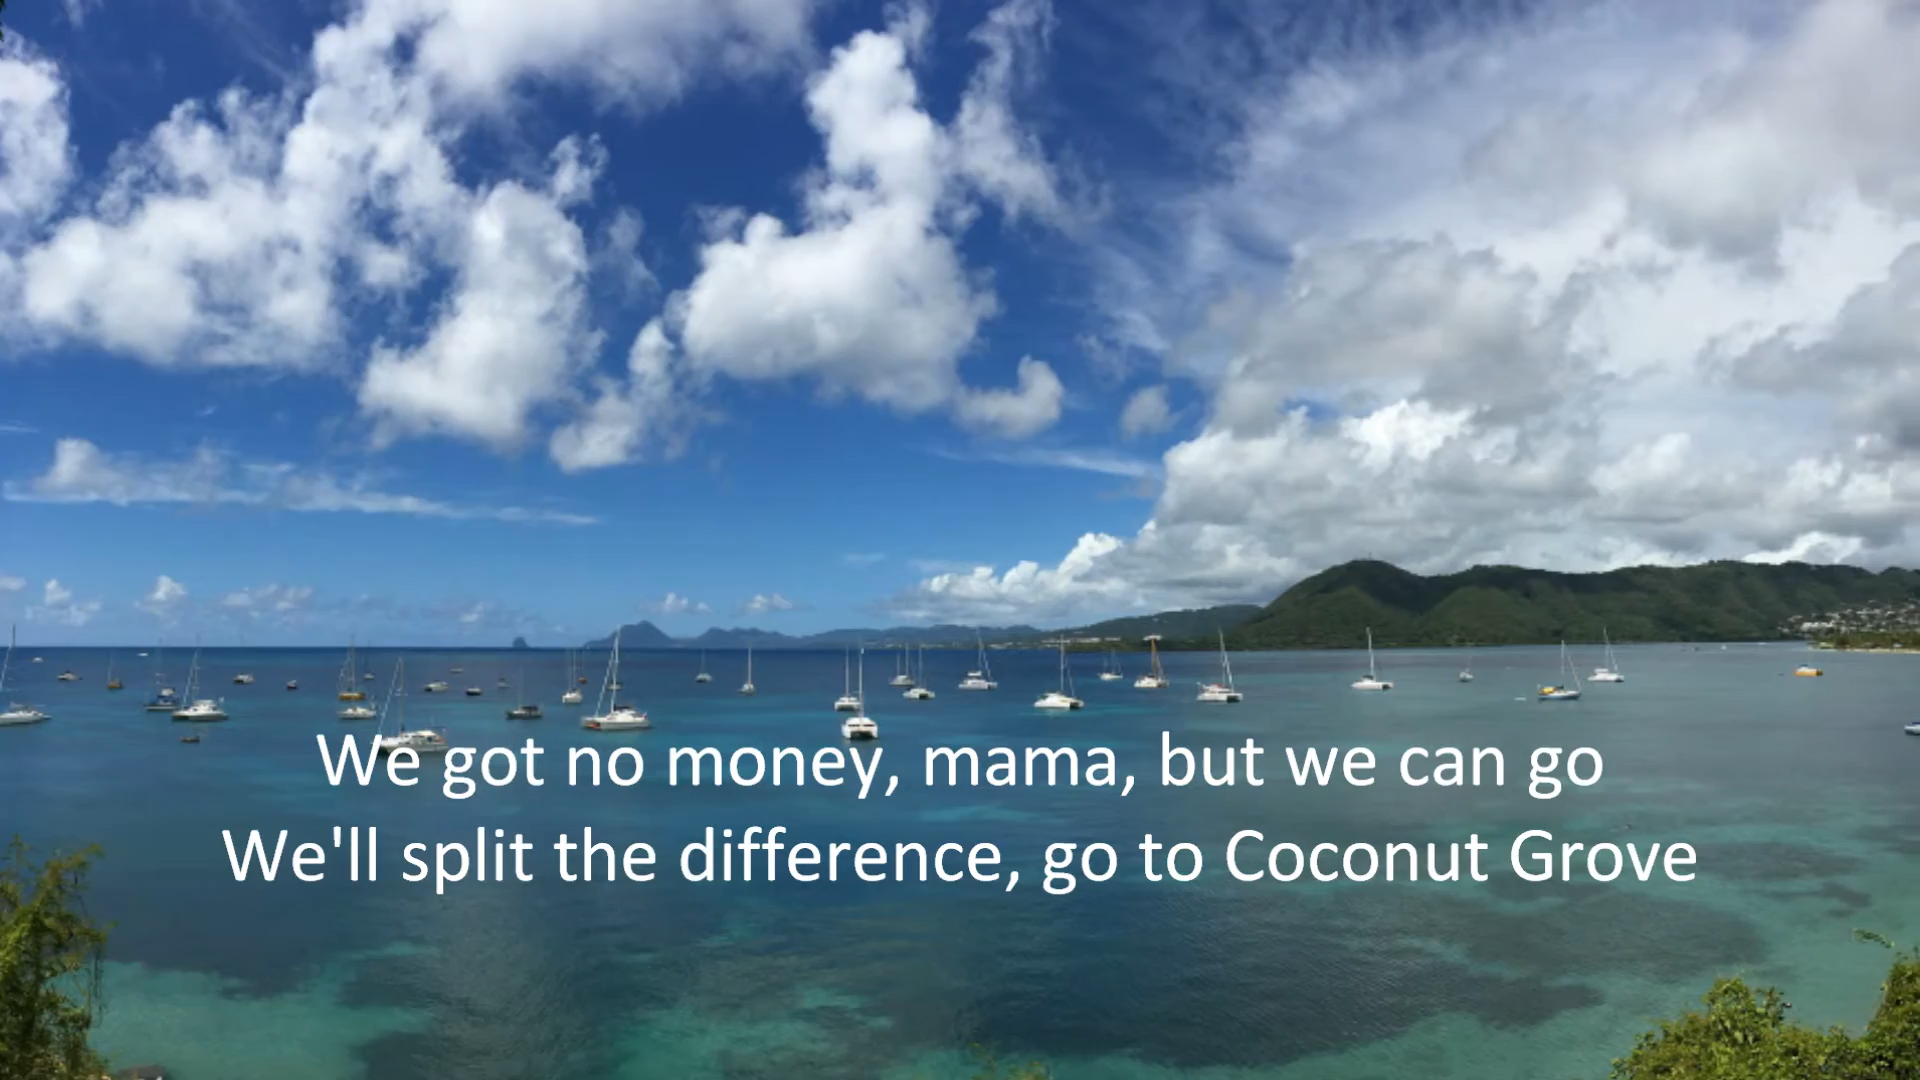 We got no money, mama, but we can go
We'll split the difference, go to Coconut Grove